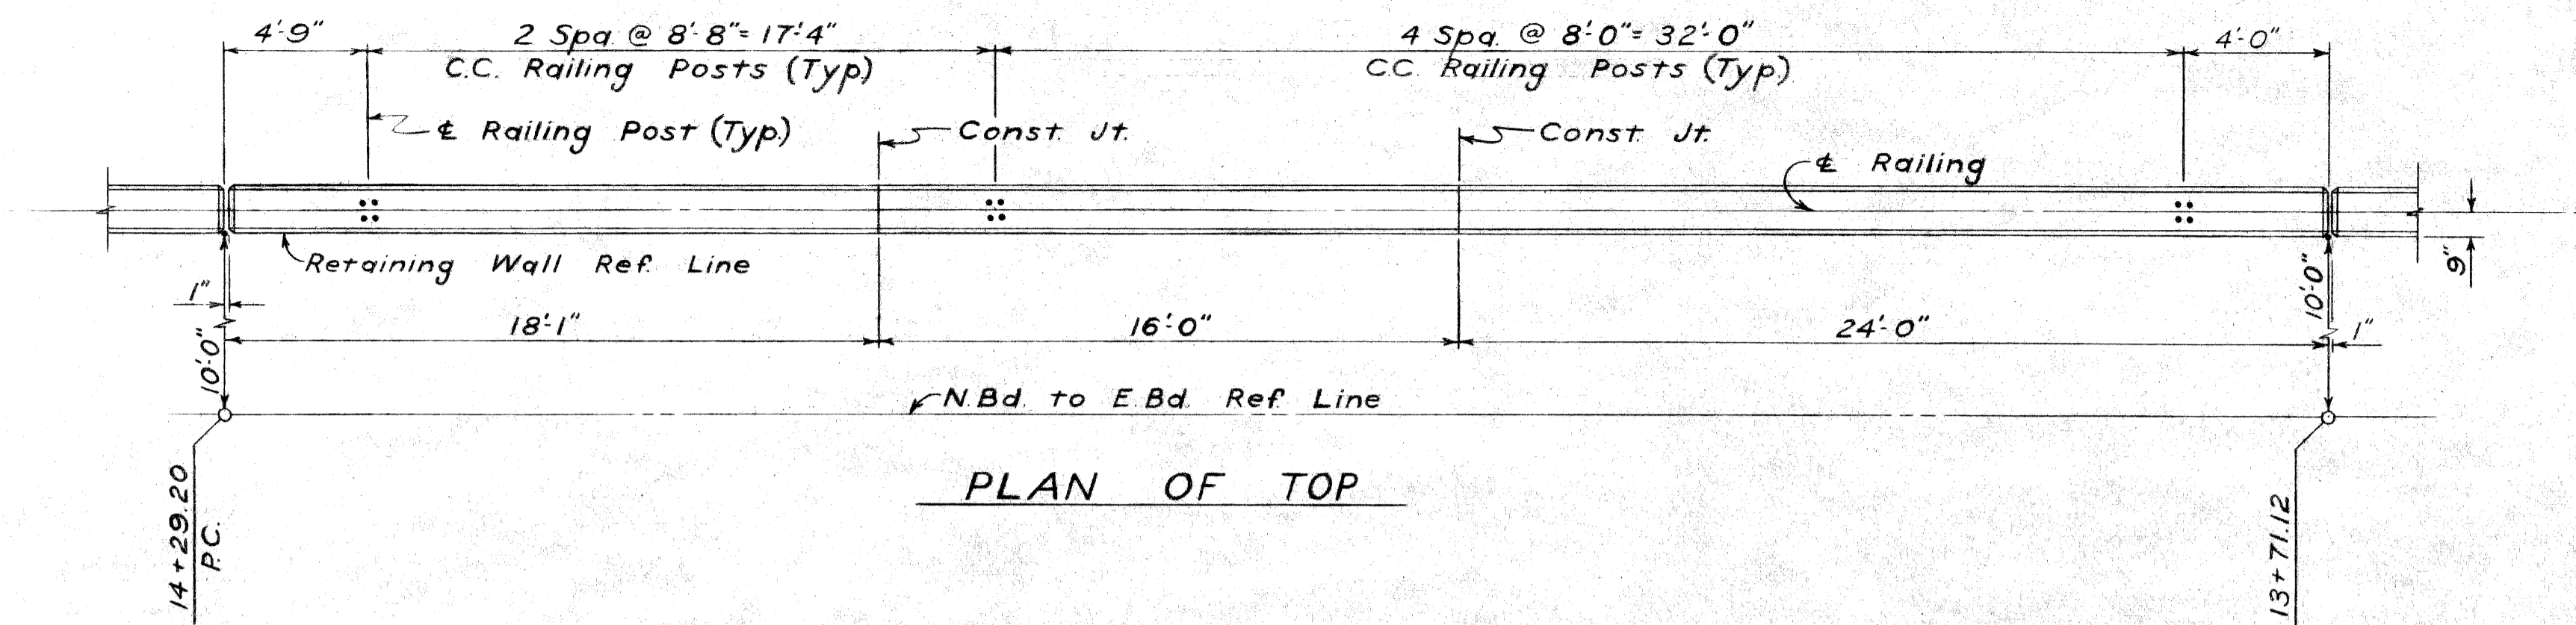 4'-9"
2 Spa. @ 8'-8" = 17'-4"
C.C. Railing Posts (Typ.)
4 Spa. @ 8'-0" = 32'-0"
C.C. Railing Posts (Typ.)
4'-0"
℄ Railing Post (Typ.)
Const. Jt.
Const. Jt.
℄ Railing
Retaining Wall Ref. Line
9"
1"
10'-0"
18'-1"
16'-0"
24'-0"
10'-0"
1"
N.Bd. to E.Bd. Ref. Line
PLAN OF TOP
14+29.20
P.C.
13+71.12